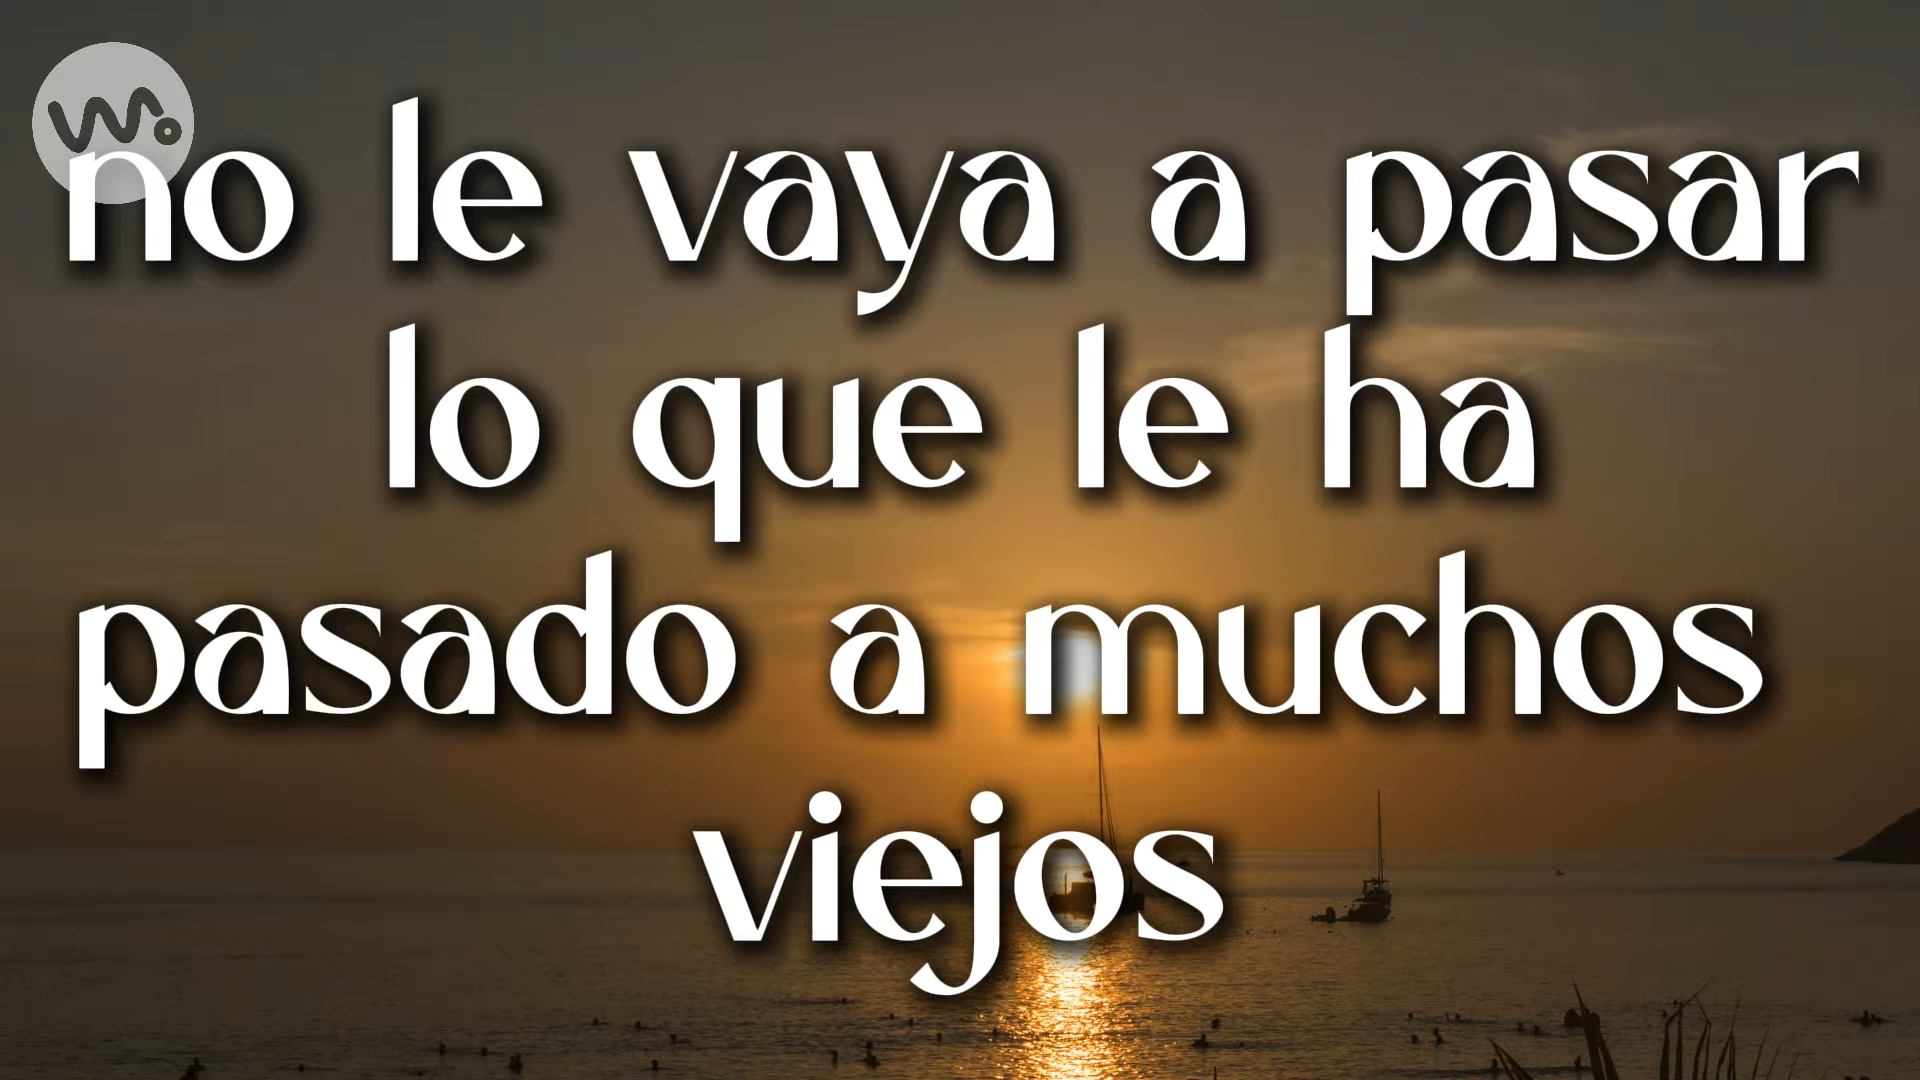 no le vaya a pasar
lo que le ha
pasado a muchos
viejos